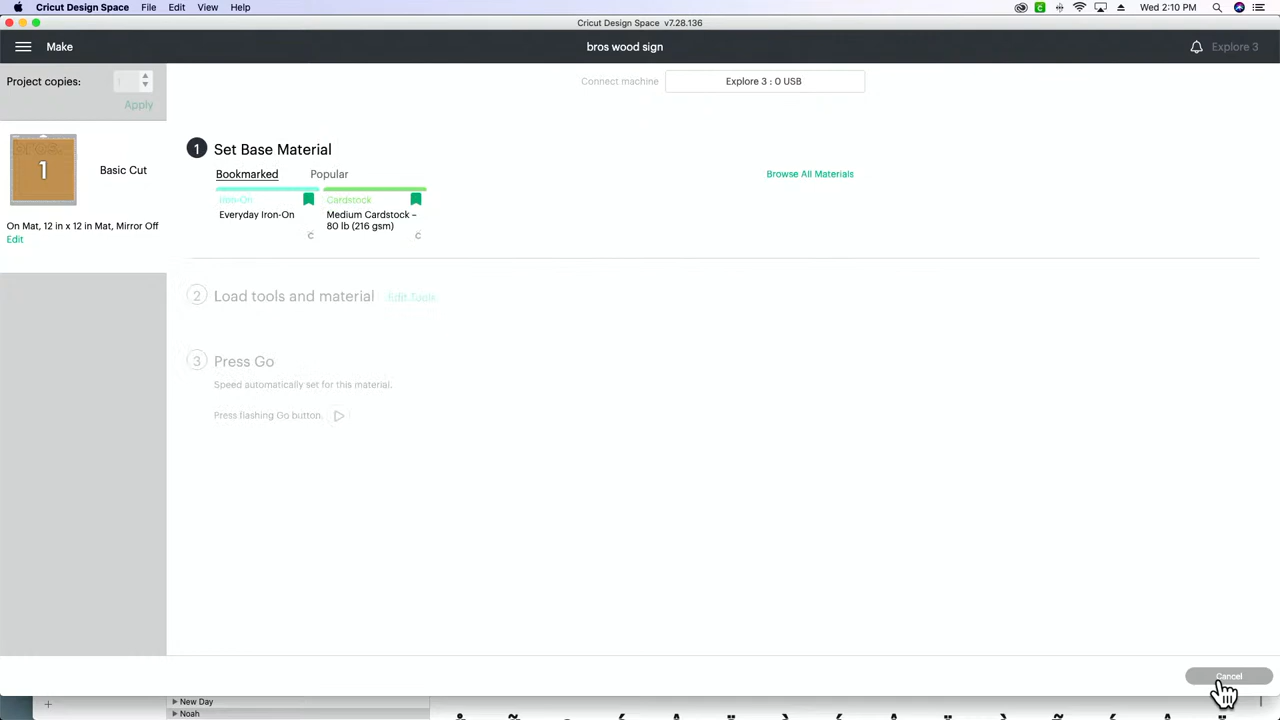 Cricut Design Space File Edit View Help Wed 2:10 PM
Cricut Design Space v7.28.136
Make bros wood sign Explore 3
Project copies: 1
Apply
Connect machine Explore 3 : 0 USB
1 Basic Cut
On Mat, 12 in x 12 in Mat, Mirror Off
Edit
1 Set Base Material
Bookmarked Popular Browse All Materials
Iron-On Cardstock
Everyday Iron-On Medium Cardstock –
80 lb (216 gsm)
C C
2 Load tools and material Edit Tools
3 Press Go
Speed automatically set for this material.
Press flashing Go button.
Cancel
New Day
Noah